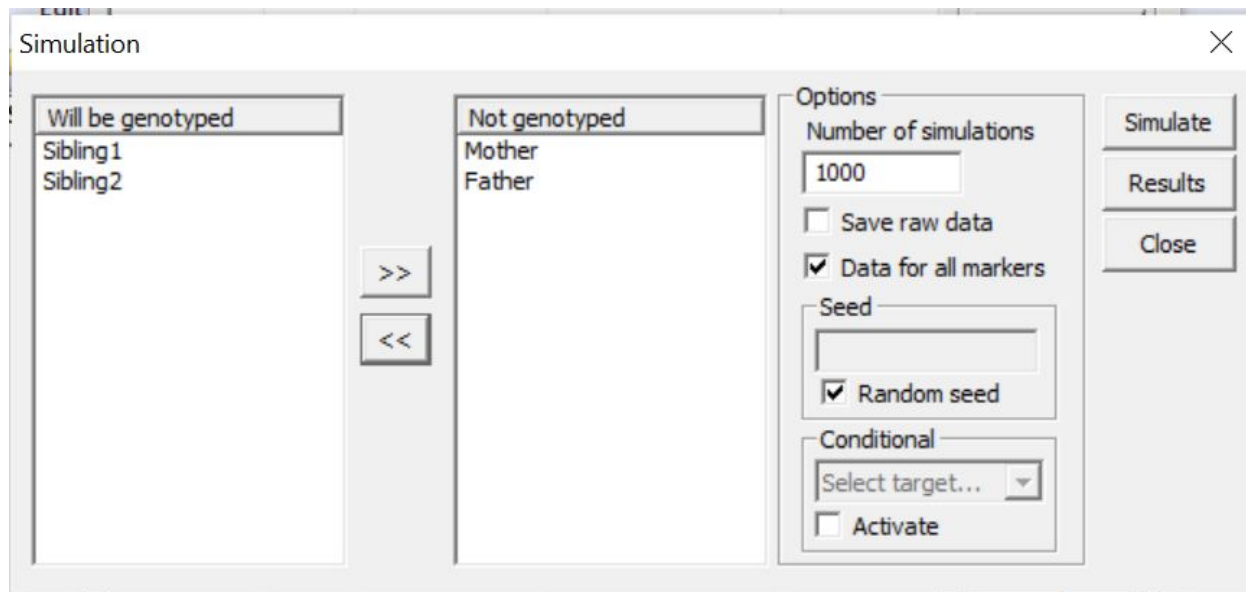 Edit
Simulation
Will be genotyped
Sibling1
Sibling2
>>
<<
Not genotyped
Mother
Father
Options
Number of simulations
1000
Save raw data
Data for all markers
Seed
Random seed
Conditional
Select target...
Activate
Simulate
Results
Close